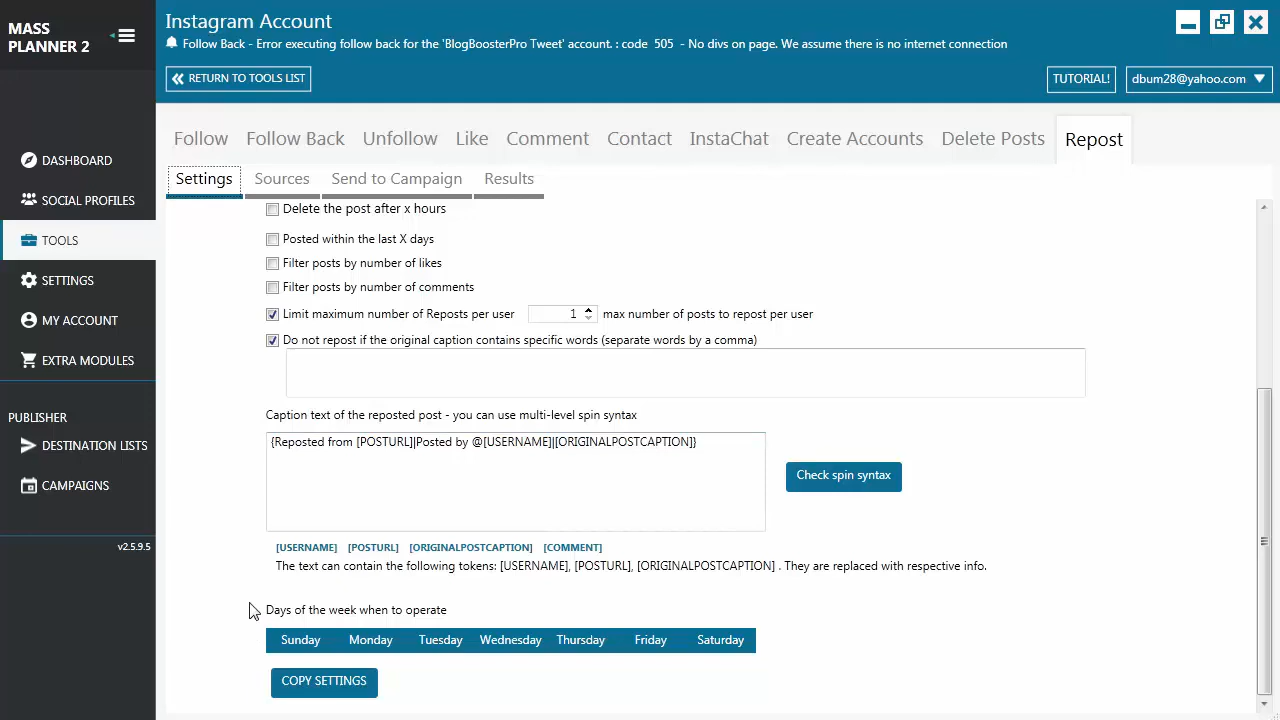 MASS
PLANNER 2
Instagram Account
Follow Back - Error executing follow back for the 'BlogBoosterPro Tweet' account. : code 505 - No divs on page. We assume there is no internet connection
RETURN TO TOOLS LIST
TUTORIAL!
dbum28@yahoo.com
Follow
Follow Back
Unfollow
Like
Comment
Contact
InstaChat
Create Accounts
Delete Posts
Repost
DASHBOARD
SOCIAL PROFILES
TOOLS
SETTINGS
MY ACCOUNT
EXTRA MODULES
PUBLISHER
DESTINATION LISTS
CAMPAIGNS
v2.5.9.5
Settings
Sources
Send to Campaign
Results
Delete the post after x hours
Posted within the last X days
Filter posts by number of likes
Filter posts by number of comments
Limit maximum number of Reposts per user 1 max number of posts to repost per user
Do not repost if the original caption contains specific words (separate words by a comma)
Caption text of the reposted post - you can use multi-level spin syntax
{Reposted from [POSTURL]|Posted by @[USERNAME]|[ORIGINALPOSTCAPTION]}
Check spin syntax
[USERNAME] [POSTURL] [ORIGINALPOSTCAPTION] [COMMENT]
The text can contain the following tokens: [USERNAME], [POSTURL], [ORIGINALPOSTCAPTION] . They are replaced with respective info.
Days of the week when to operate
Sunday Monday Tuesday Wednesday Thursday Friday Saturday
COPY SETTINGS